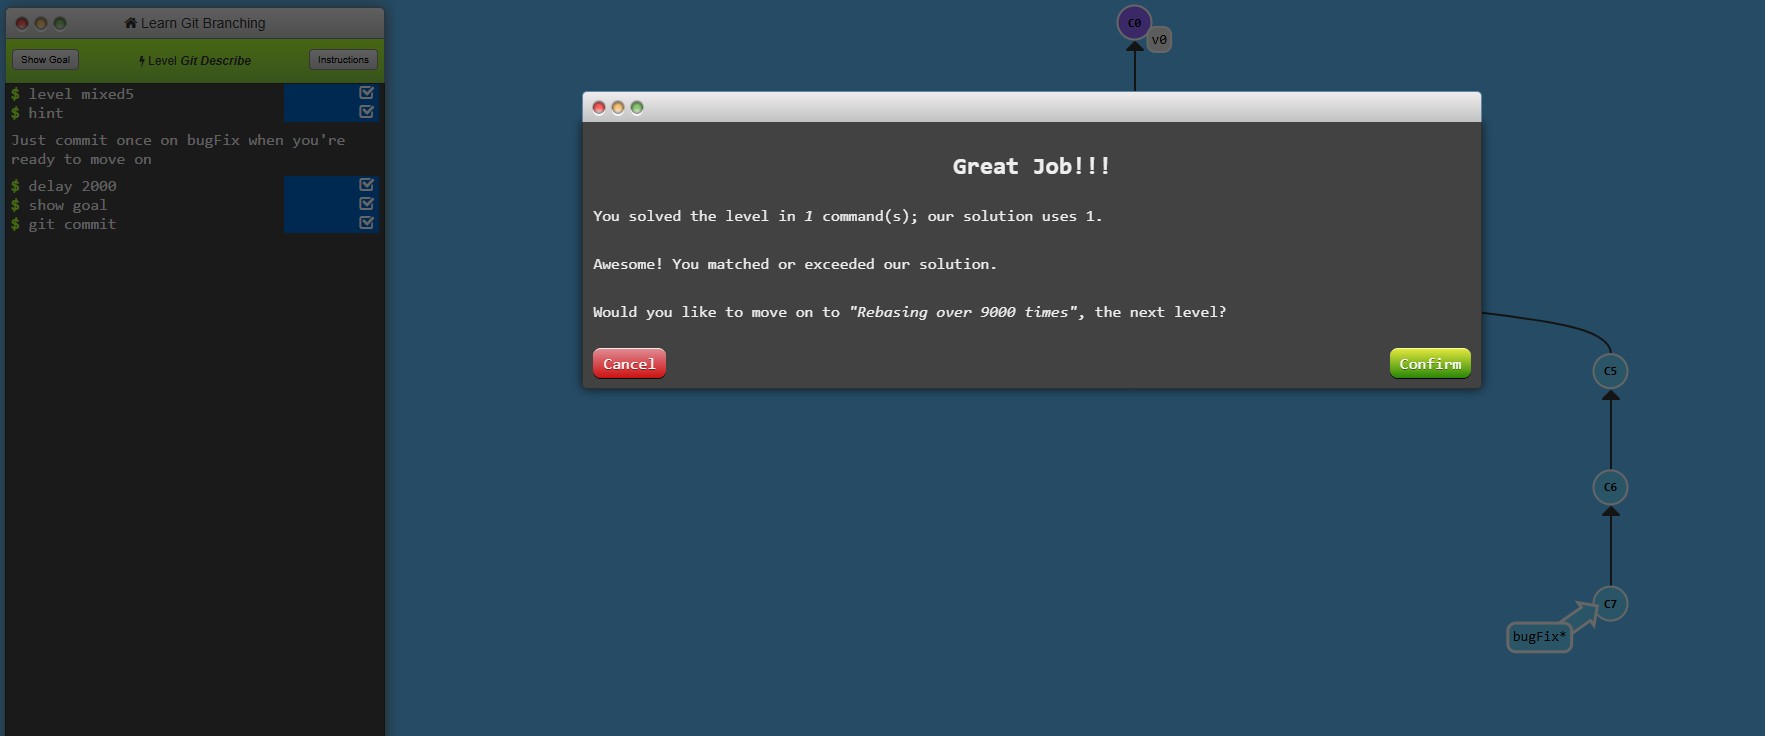 Learn Git Branching
Show Goal
Level Git Describe
Instructions
$ level mixed5
$ hint
Just commit once on bugFix when you're
ready to move on
$ delay 2000
$ show goal
$ git commit
C0
v0
Great Job!!!
You solved the level in 1 command(s); our solution uses 1.
Awesome! You matched or exceeded our solution.
Would you like to move on to "Rebasing over 9000 times", the next level?
Cancel
Confirm
C5
C6
C7
bugFix*